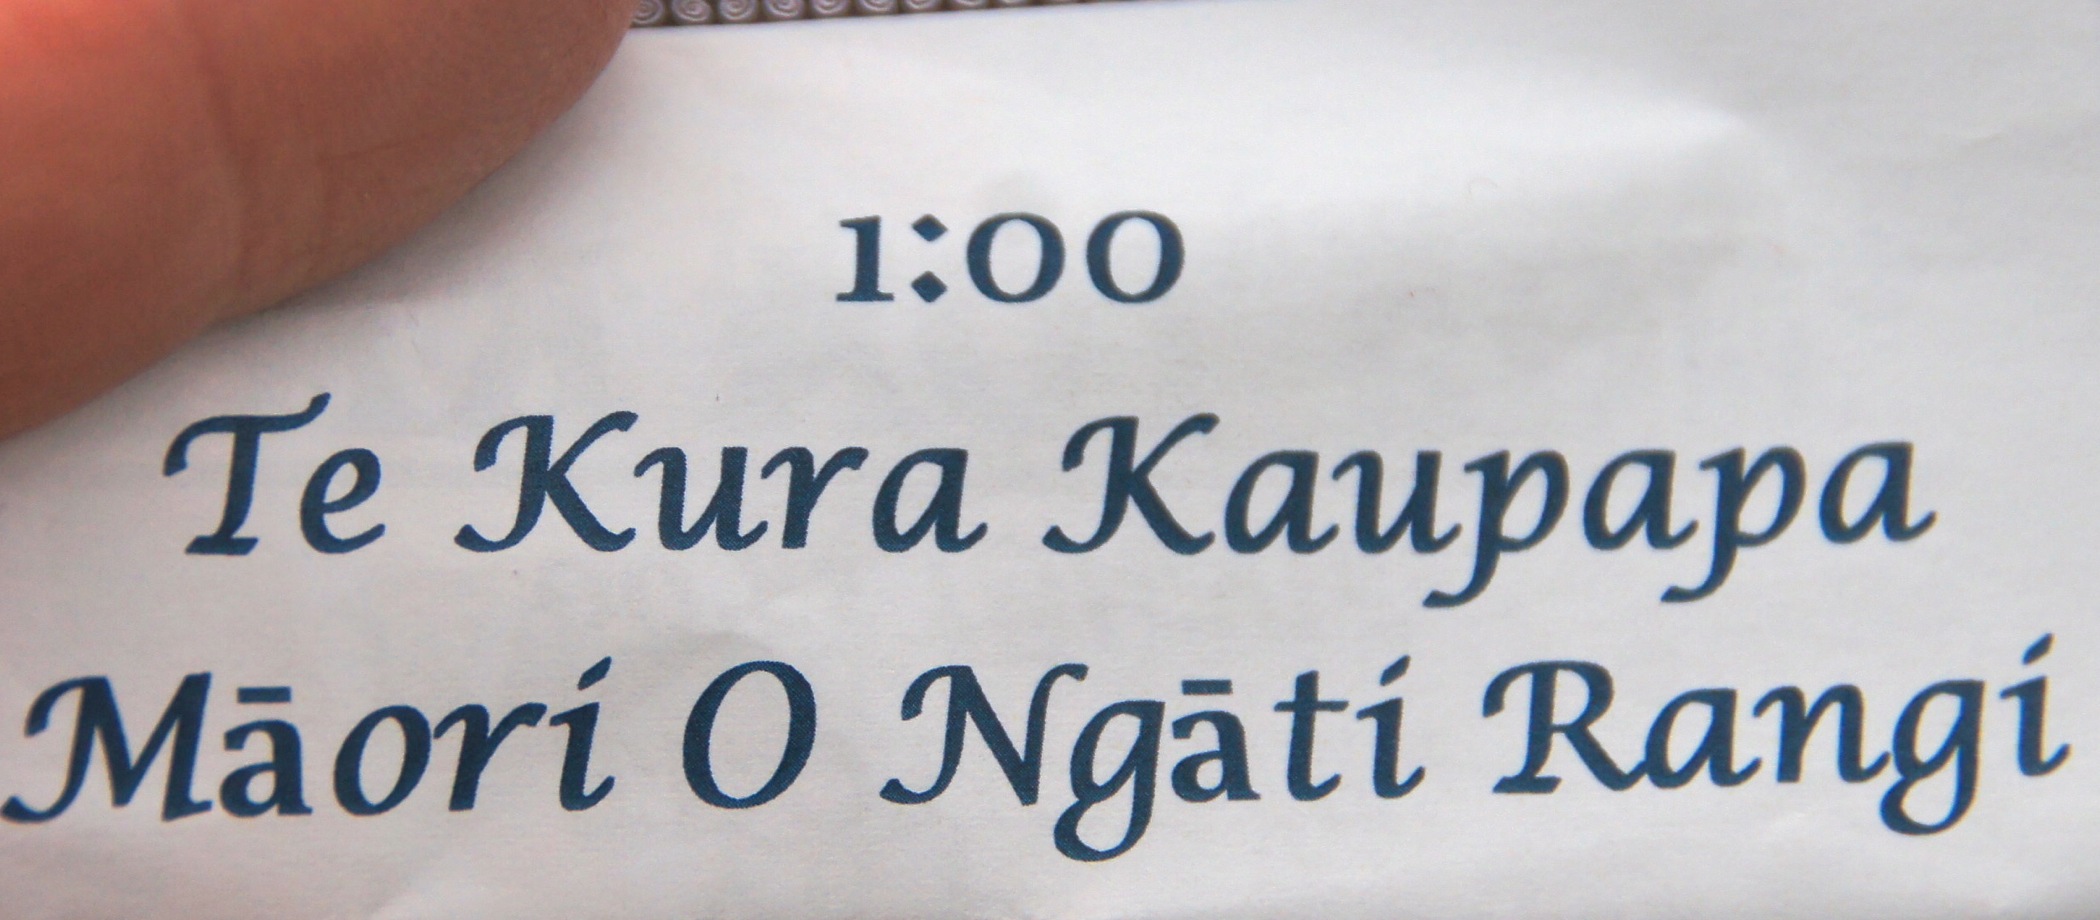 1:00
Te Kura Kaupapa
Māori O Ngāti Rangi